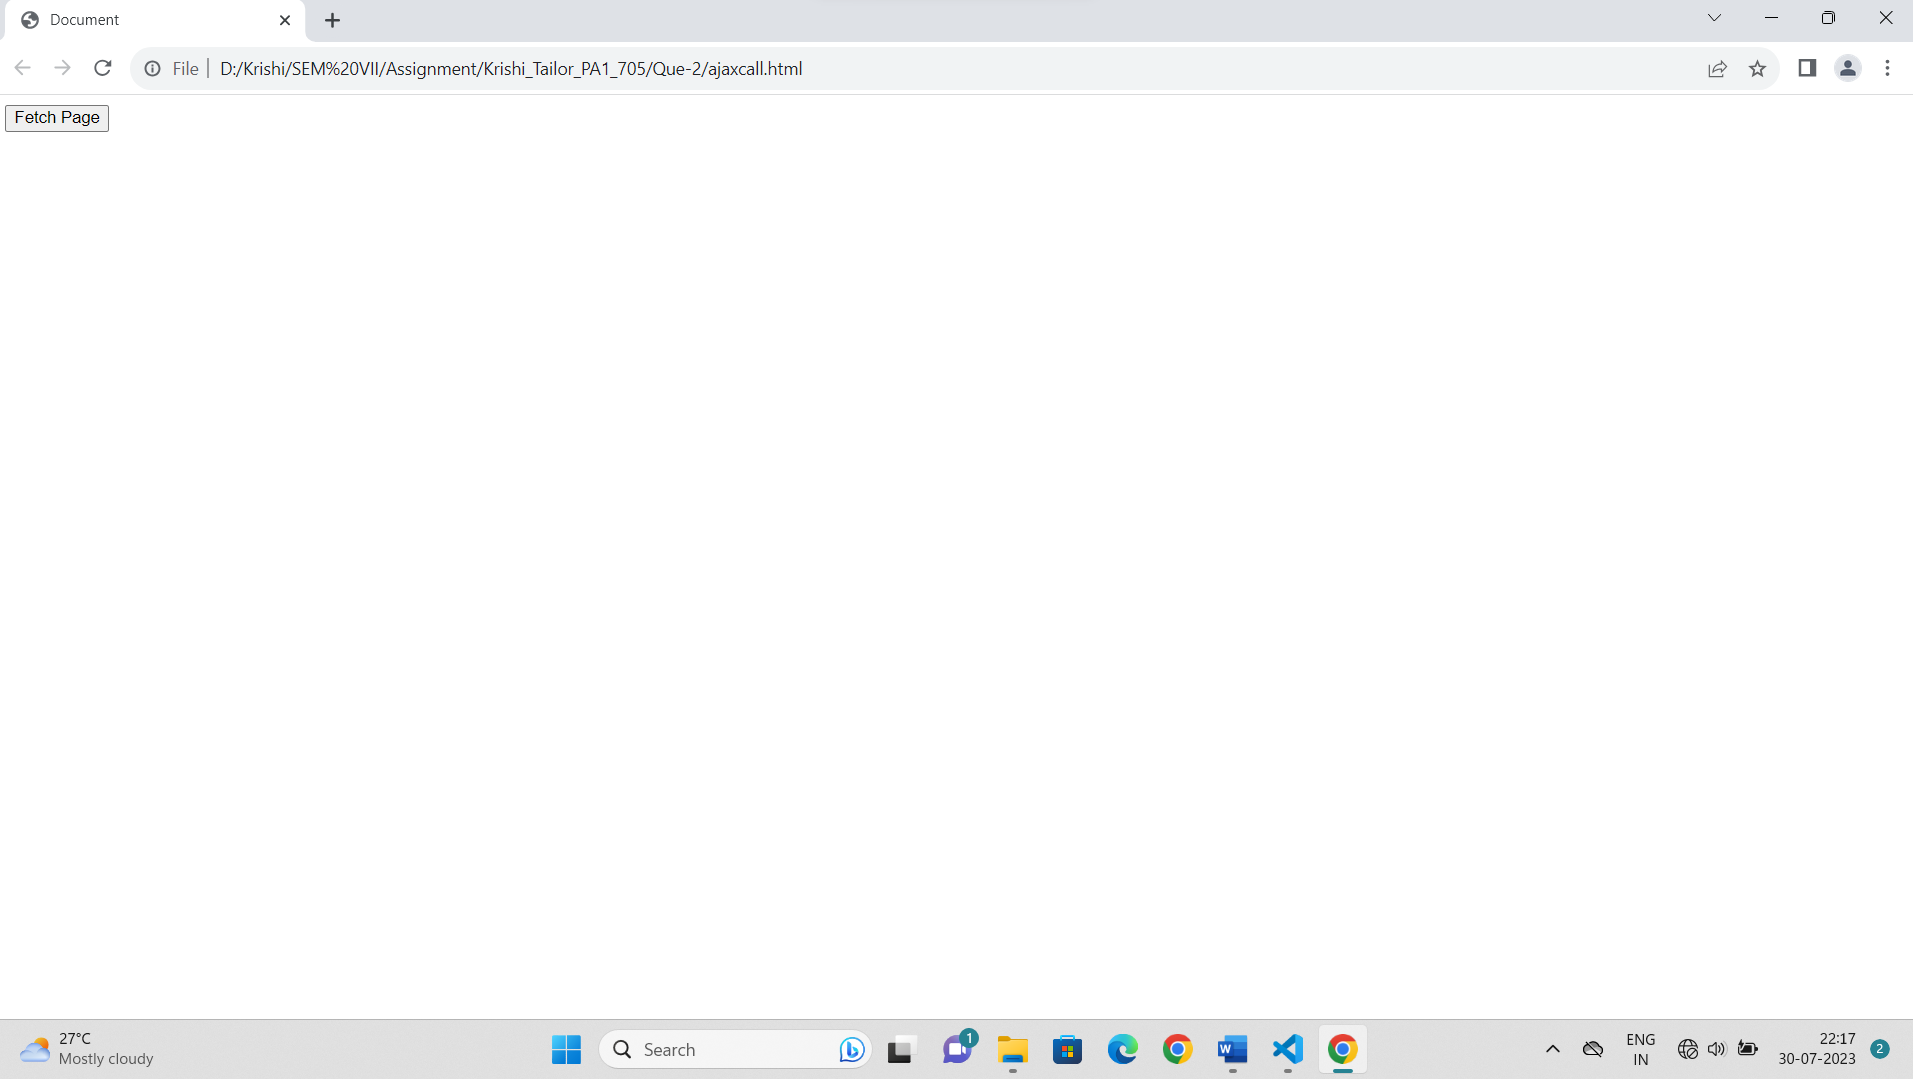 Document
File
D:/Krishi/SEM%20VII/Assignment/Krishi_Tailor_PA1_705/Que-2/ajaxcall.html
Fetch Page
27°C
Mostly cloudy
Search
1
W
ENG
IN
22:17
30-07-2023
2